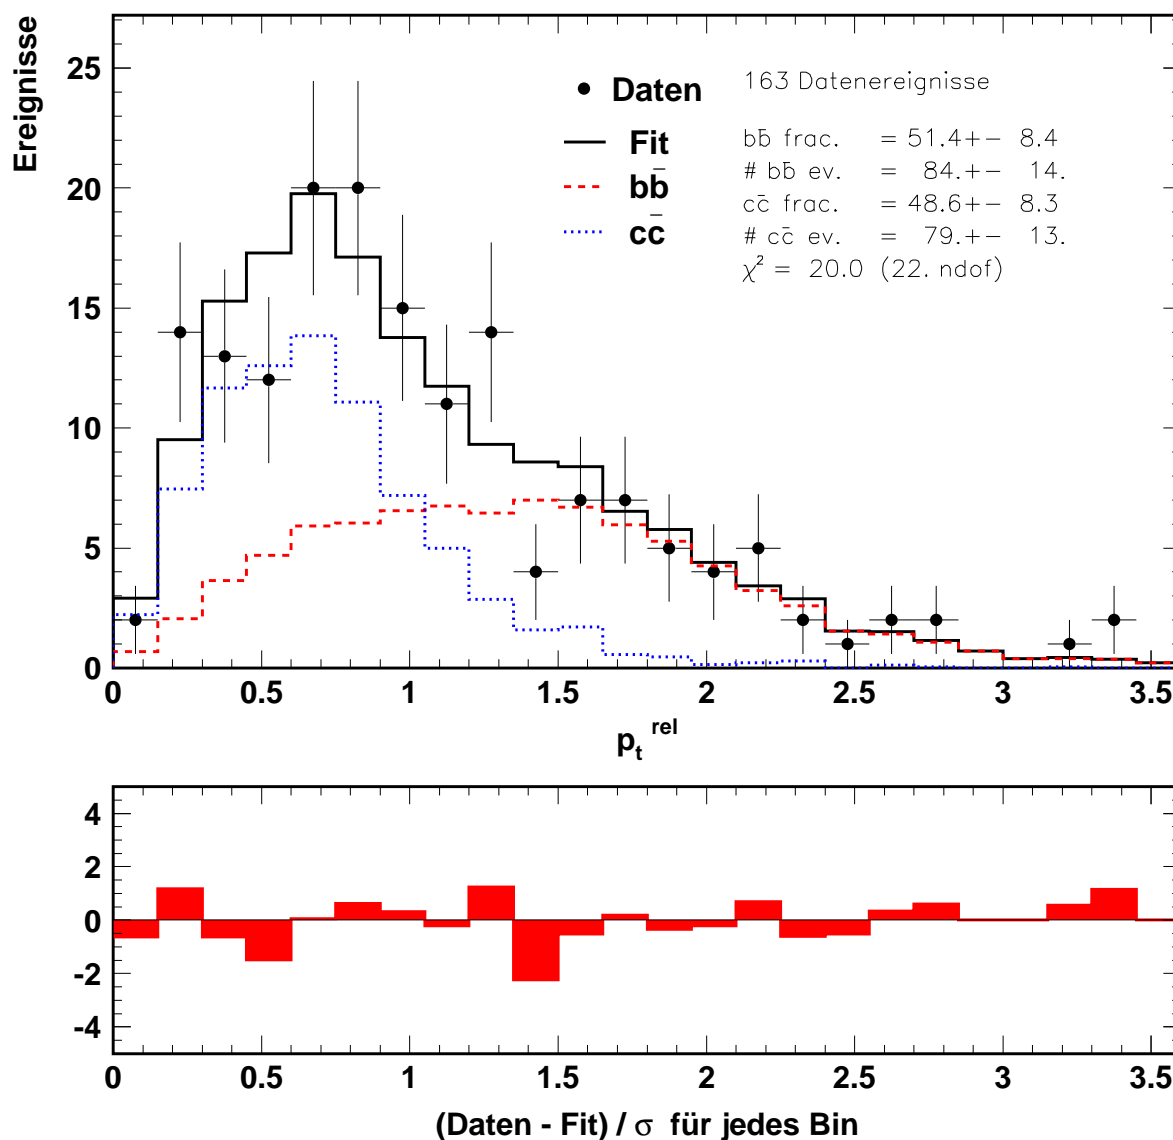 Ereignisse
25
20
15
10
5
0
Daten
Fit
bb̄
cc̄
163 Datenereignisse
bb̄ frac. = 51.4+− 8.4
# bb̄ ev. = 84.+− 14.
cc̄ frac. = 48.6+− 8.3
# cc̄ ev. = 79.+− 13.
χ² = 20.0 (22. ndof)
0 0.5 1 1.5 2 2.5 3 3.5
p_t^rel
4
2
0
-2
-4
0 0.5 1 1.5 2 2.5 3 3.5
(Daten - Fit) / σ für jedes Bin